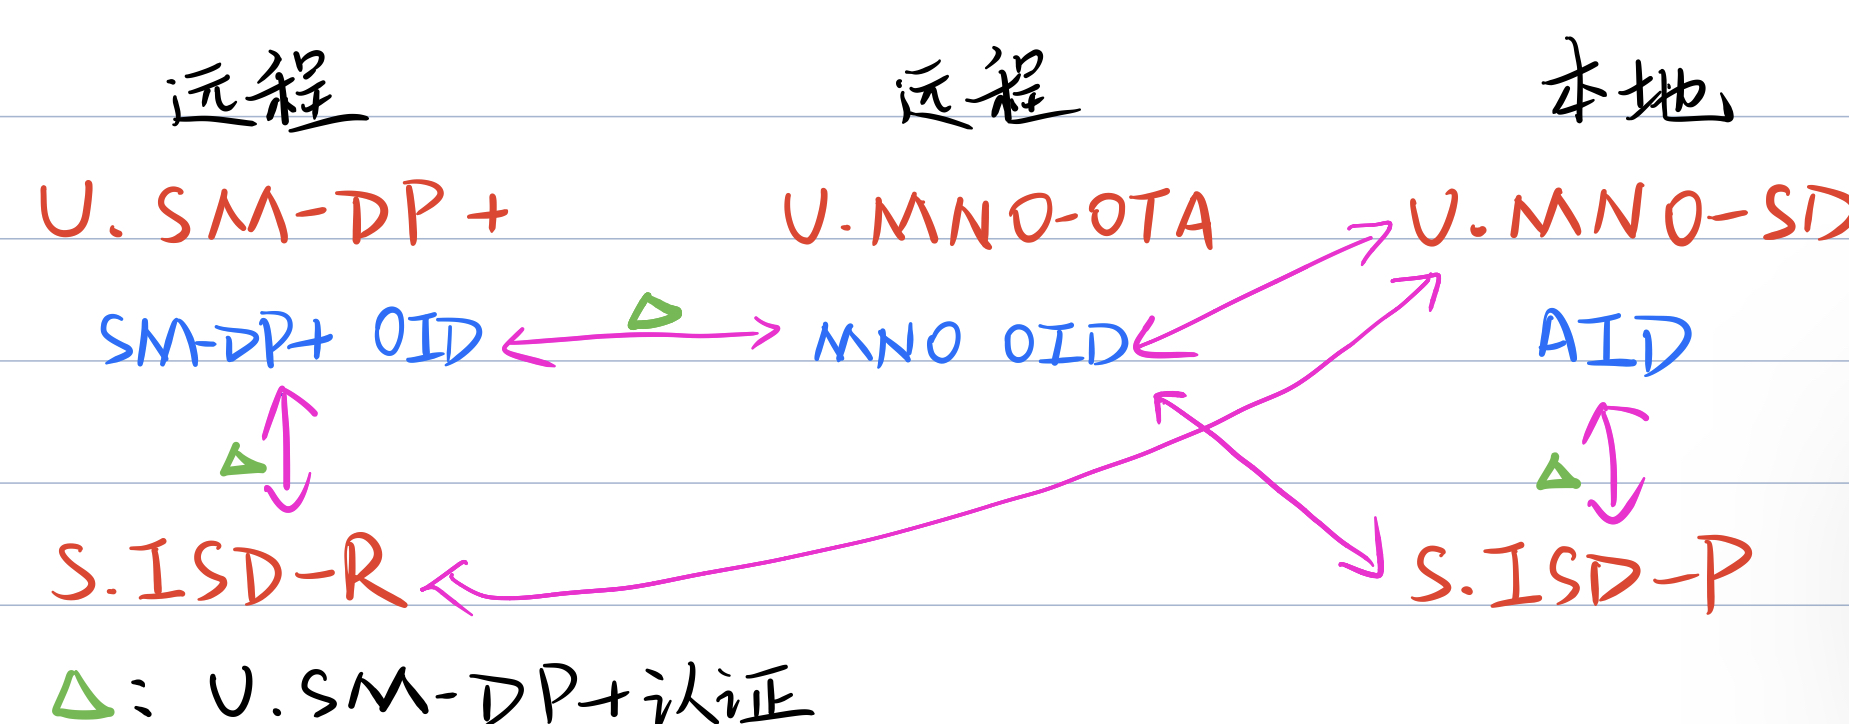 远程 远程 本地
U.SM-DP+ U.MNO-OTA U.MNO-SD
SM-DP+ OID MNO OID AID
S.ISD-R S.ISD-P
△: U.SM-DP+认证